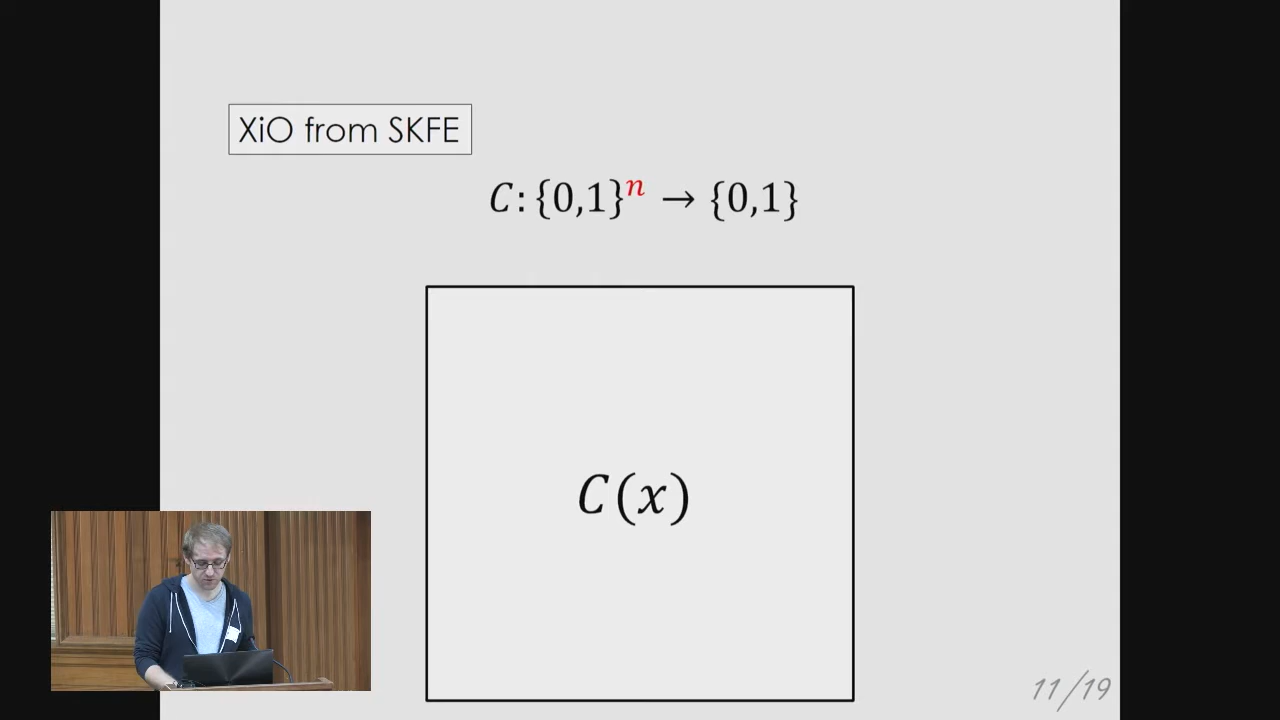 XiO from SKFE
C: {0,1}ⁿ → {0,1}
C(x)
11/19